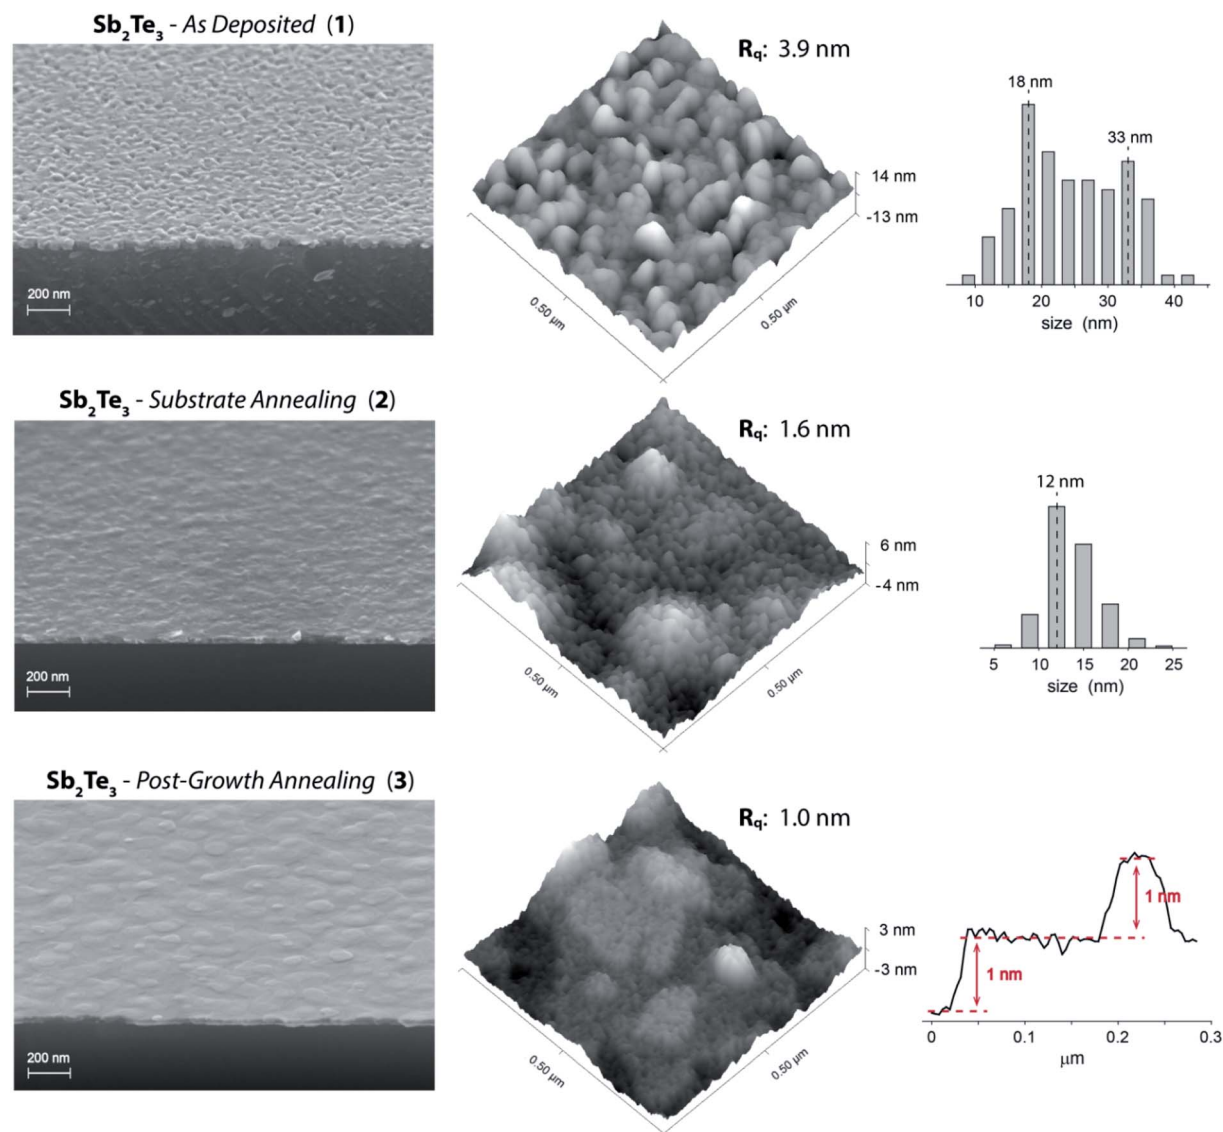 Sb₂Te₃ - As Deposited (1)
200 nm
Rq: 3.9 nm
14 nm
-13 nm
0.50 µm
0.50 µm
18 nm
33 nm
10 20 30 40
size (nm)
Sb₂Te₃ - Substrate Annealing (2)
200 nm
Rq: 1.6 nm
6 nm
-4 nm
0.50 µm
0.50 µm
12 nm
5 10 15 20 25
size (nm)
Sb₂Te₃ - Post-Growth Annealing (3)
200 nm
Rq: 1.0 nm
3 nm
-3 nm
0.50 µm
0.50 µm
1 nm
1 nm
0 0.1 0.2 0.3
µm